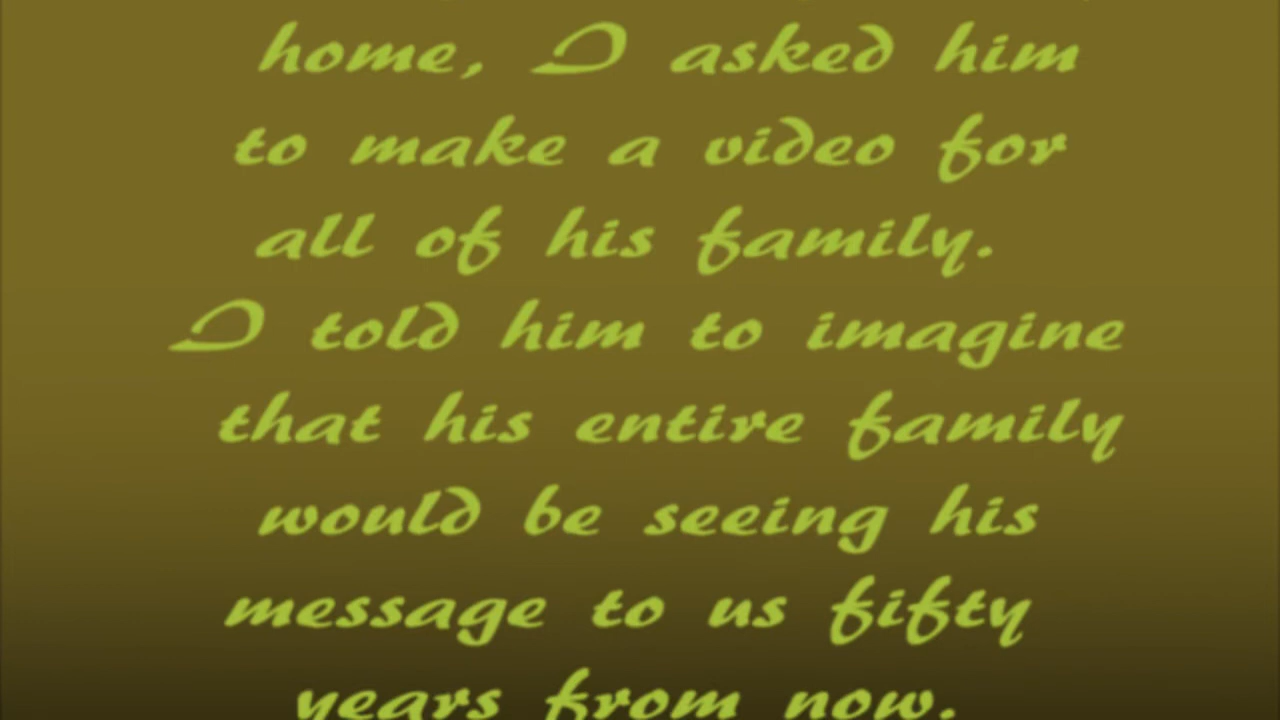 home, I asked him
to make a video for
all of his family.
I told him to imagine
that his entire family
would be seeing his
message to us fifty
years from now.